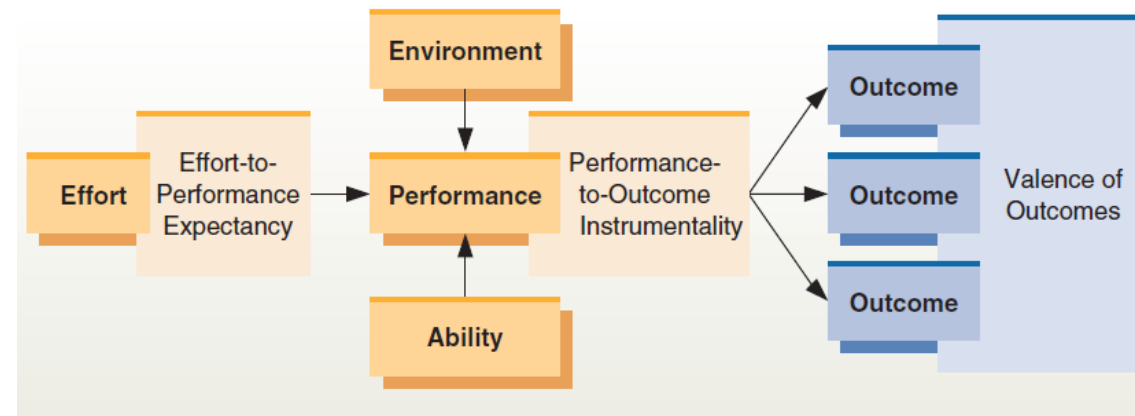 Environment
Effort
Effort-to-
Performance
Expectancy
Performance
Performance-
to-Outcome
Instrumentality
Ability
Outcome
Outcome
Outcome
Valence of
Outcomes